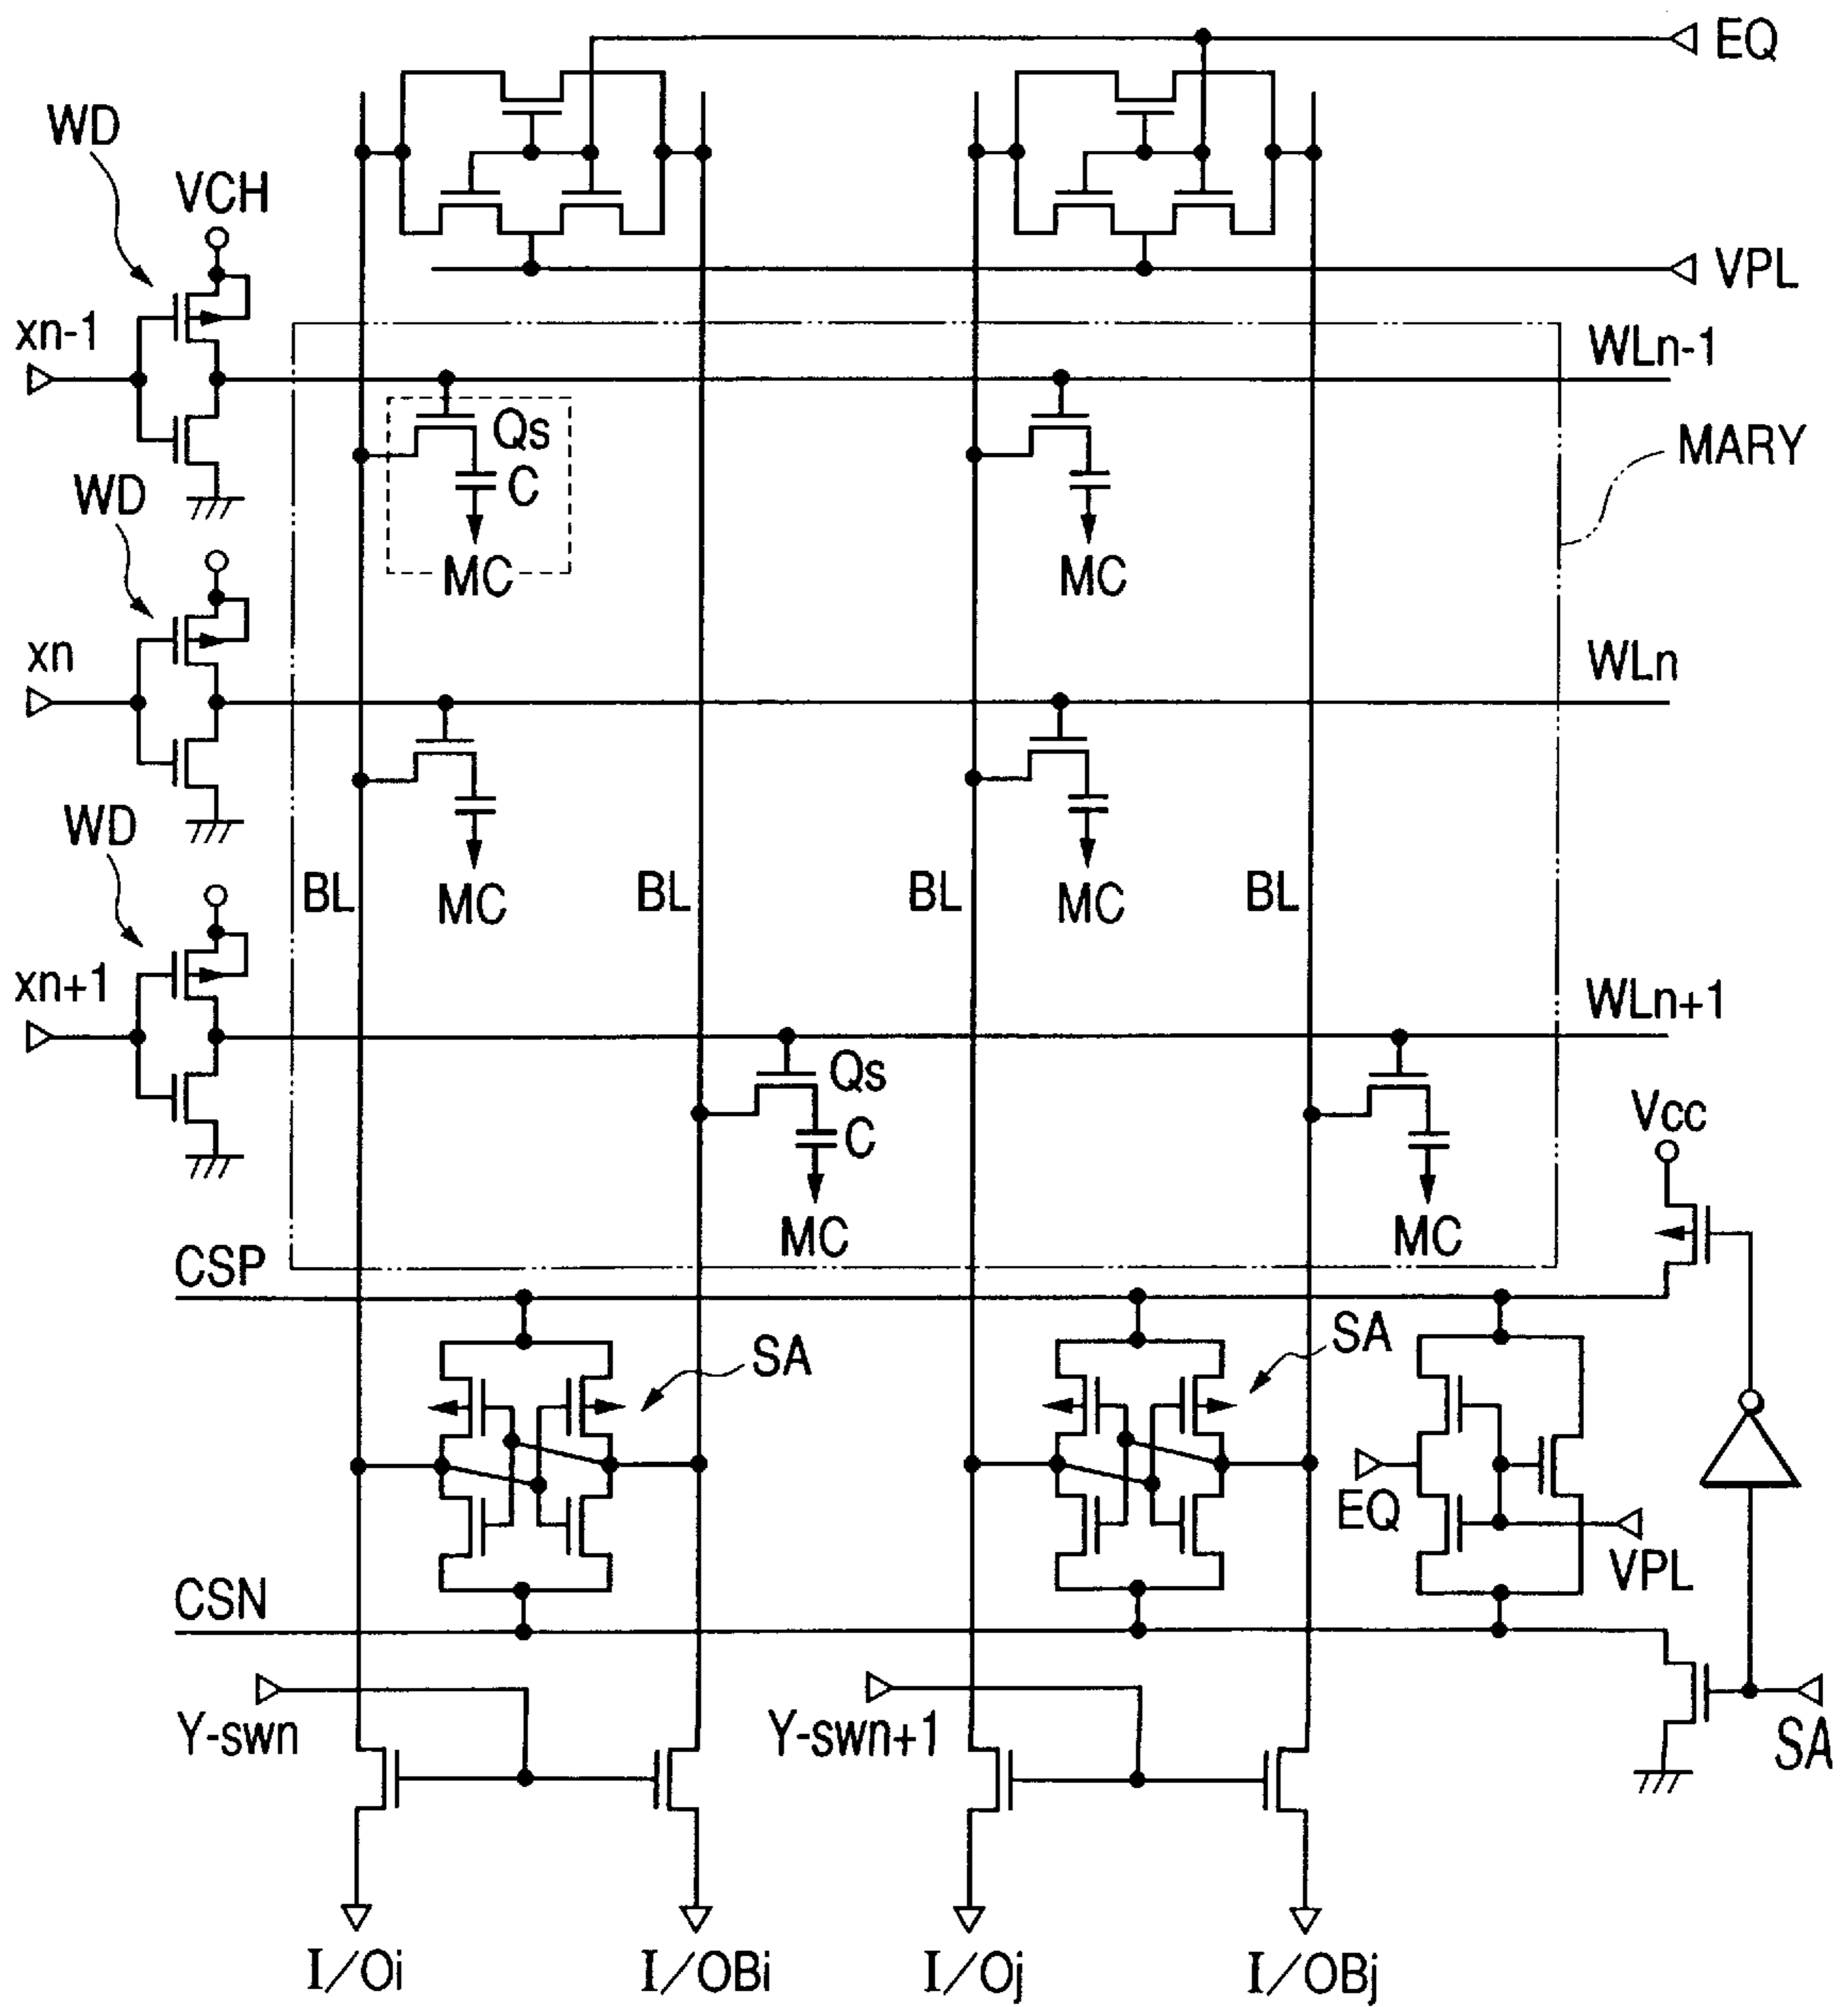 EQ
WD
VCH
VPL
xn-1
WLn-1
Qs
MARY
C
WD
MC
MC
xn
WLn
WD
BL
BL
BL
BL
MC
MC
xn+1
WLn+1
Qs
Vcc
C
MC
MC
CSP
SA
SA
EQ
VPL
CSN
Y-swn
Y-swn+1
SA
I/Oi
I/OBi
I/Oj
I/OBj